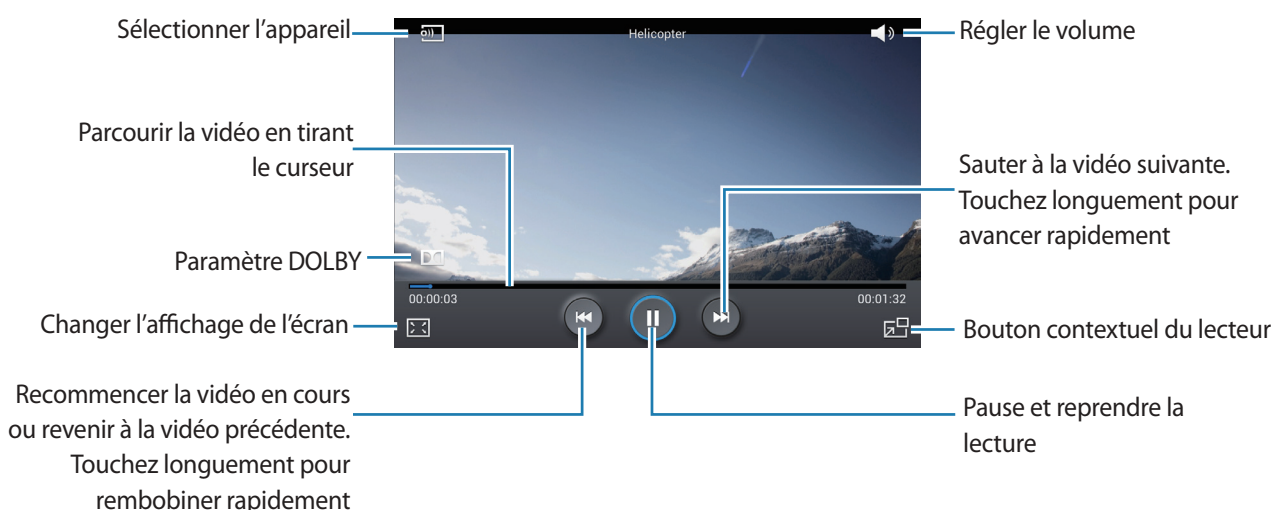 Sélectionner l’appareil
Helicopter
Régler le volume
Parcourir la vidéo en tirant
le curseur
Sauter à la vidéo suivante.
Touchez longuement pour
avancer rapidement
Paramètre DOLBY
00:00:03
00:01:32
Changer l’affichage de l’écran
Bouton contextuel du lecteur
Recommencer la vidéo en cours
ou revenir à la vidéo précédente.
Touchez longuement pour
rembobiner rapidement
Pause et reprendre la
lecture